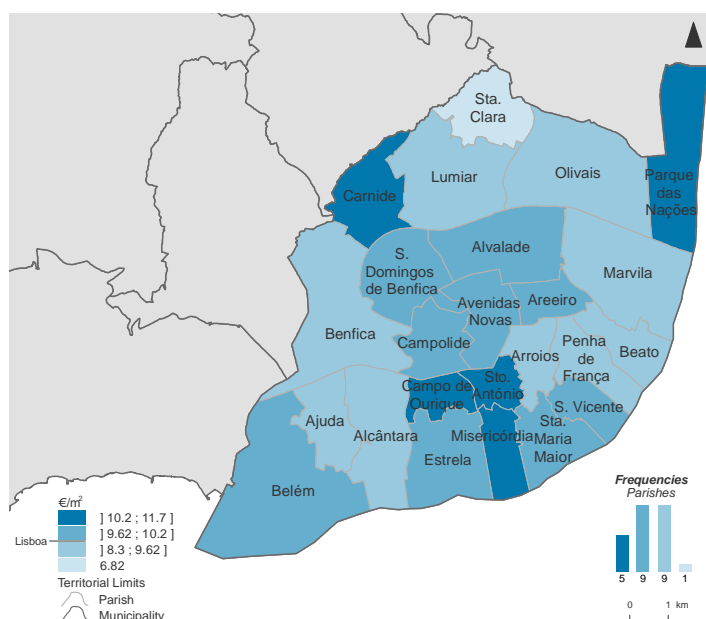 Sta.
Clara
Lumiar
Olivais
Parque
das
Nações
Carnide
S.
Domingos
de Benfica
Alvalade
Marvila
Avenidas
Novas
Areeiro
Benfica
Campolide
Arroios
Penha
de
França
Beato
Campo de
Ourique
Sto.
António
S. Vicente
Ajuda
Alcântara
Misericórdia
Sta.
Maria
Maior
Estrela
Belém
€/m²
] 10.2 ; 11.7 ]
] 9.62 ; 10.2 ]
Lisboa
] 8.3 ; 9.62 ]
6.82
Territorial Limits
Parish
Municipality
Frequencies
Parishes
5 9 9 1
0 1 km